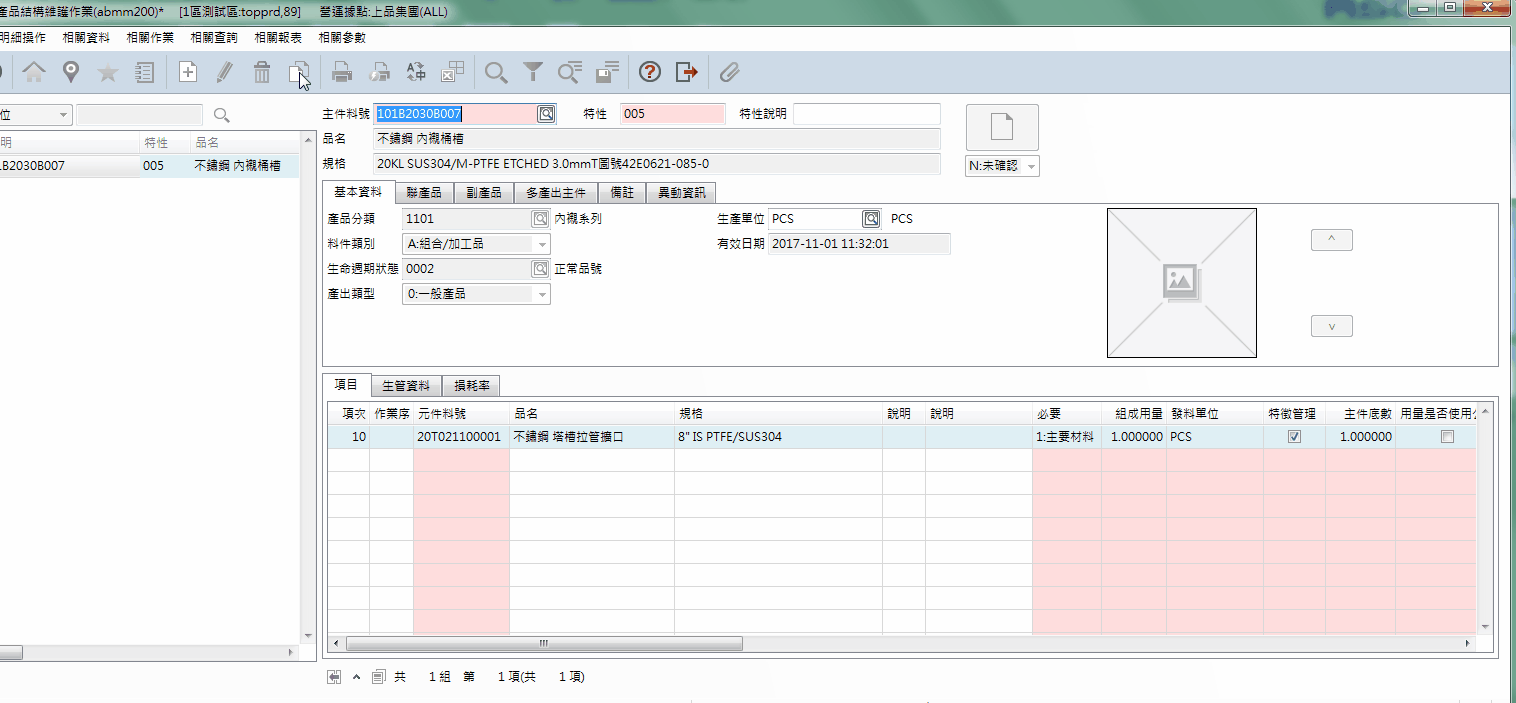 產品結構維護作業(abmm200)* [1區測試區:topprd,89] 營運據點:上品集團(ALL)
明細操作 相關資料 相關作業 相關查詢 相關報表 相關參數
位
主件料號 101B2030B007 特性 005 特性說明
明 特性 品名
品名 不鏽鋼 內襯桶槽
1B2030B007 005 不鏽鋼 內襯桶槽
規格 20KL SUS304/M-PTFE ETCHED 3.0mmT圖號42E0621-085-0
N:未確認
基本資料 聯產品 副產品 多產出主件 備註 異動資訊
產品分類 1101 內襯系列 生產單位 PCS PCS
料件類別 A:組合/加工品 有效日期 2017-11-01 11:32:01
生命週期狀態 0002 正常品號
產出類型 0:一般產品
項目 生管資料 損耗率
項次 作業序 元件料號 品名 規格 說明 說明 必要 組成用量 發料單位 特徵管理 主件底數 用量是否使用
10 20T021100001 不鏽鋼 塔槽拉管擴口 8" IS PTFE/SUS304 1:主要材料 1.000000 PCS 1.000000
共 1 組 第 1 項(共 1 項)